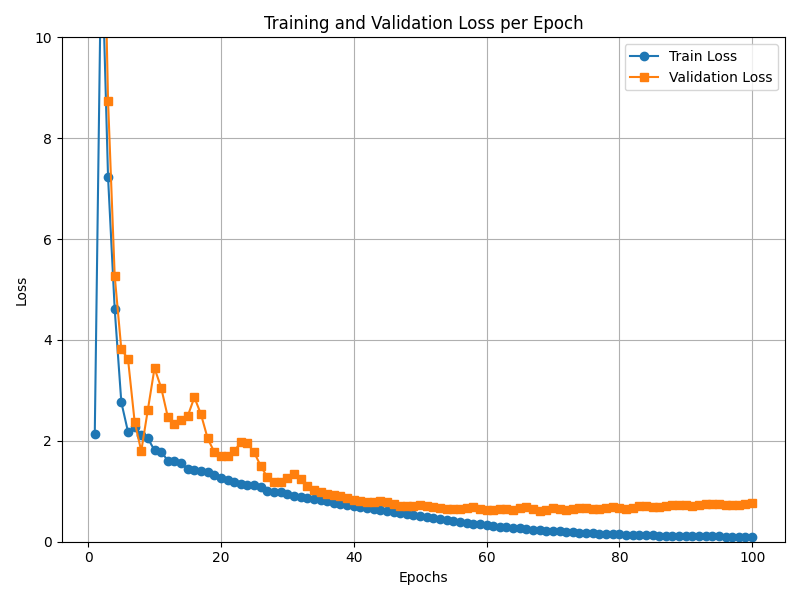 Training and Validation Loss per Epoch
Train Loss
Validation Loss
Loss
10
8
6
4
2
0
0 20 40 60 80 100
Epochs